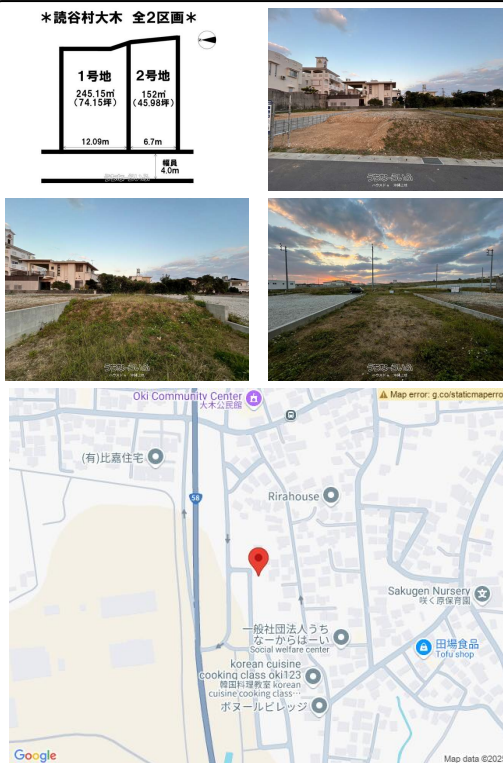 ＊読谷村大木 全2区画＊
1号地
245.15㎡
(74.15坪)
2号地
152㎡
(45.98坪)
12.09m
6.7m
幅員
4.0m
Oki Community Center
大木公民館
Map error: g.co/staticmaperro
(有)比嘉住宅
58
Rirahouse
Sakugen Nursery
咲く原保育園
一般社団法人うち
なーからはーい
Social welfare center
田場食品
Tofu shop
korean cuisine
cooking class oki123
韓国料理教室 korean
cuisine cooking class…
ボヌールビレッジ
Google
Map data ©202